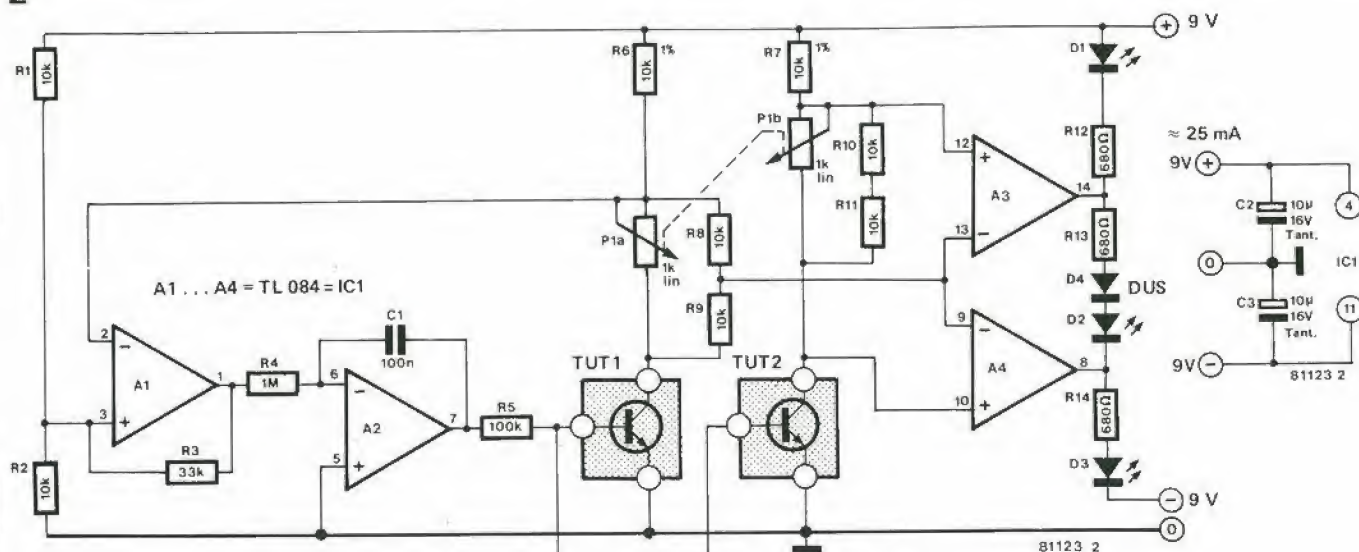 2
+ 9 V
R1
10k
R6
1%
10k
R7
1%
10k
D1
P1b
1k
lin
R10
10k
R11
10k
R12
680Ω
12
+
A3
14
13
−
R13
680Ω
D4
DUS
D2
≈ 25 mA
9V +
C2
10µ
16V
Tant.
4
0
IC1
C3
10µ
16V
Tant.
11
9V −
81123 2
P1a
1k
lin
R8
10k
R9
10k
A1 . . . A4 = TL 084 = IC1
2
−
A1
1
3
+
R3
33k
R4
1M
C1
100n
6
−
A2
7
5
+
R5
100k
TUT1
TUT2
9
−
A4
8
10
+
R14
680Ω
D3
− 9 V
R2
10k
0
81123 2